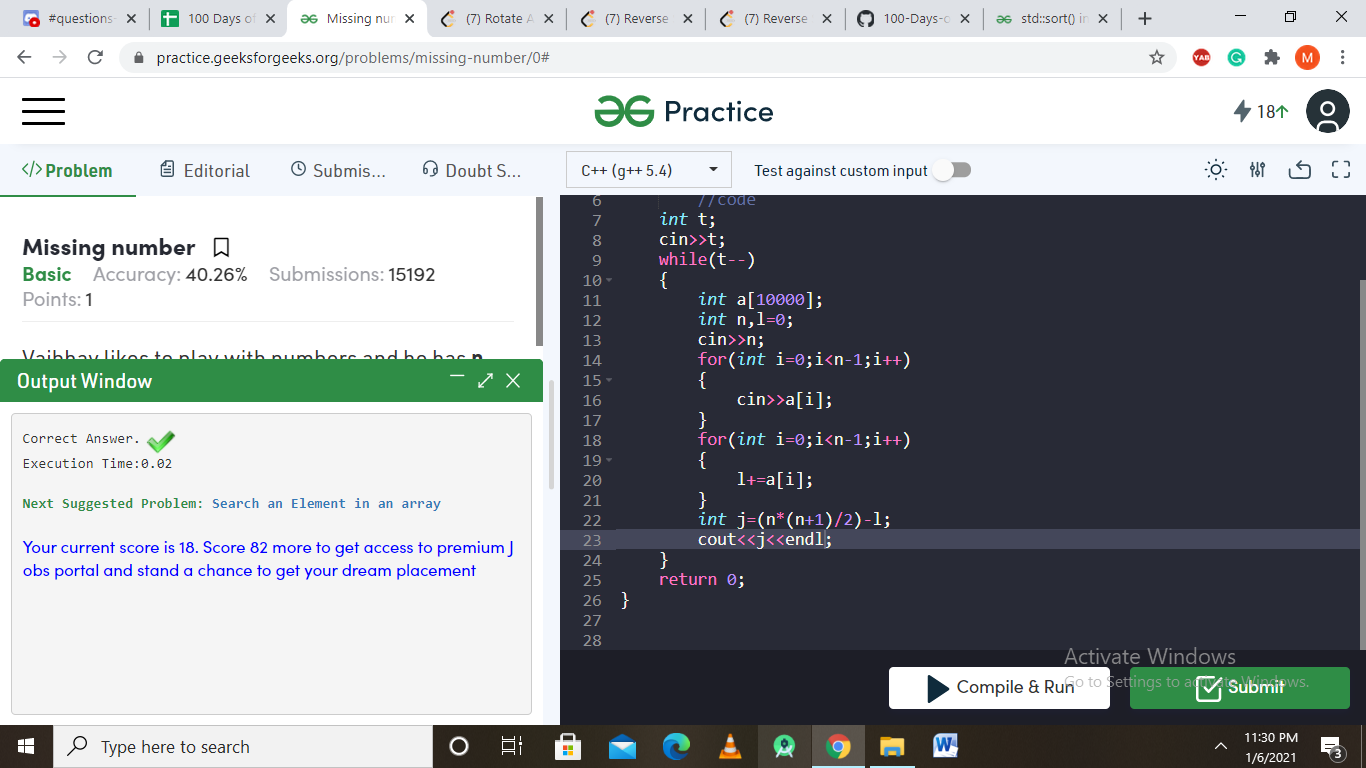 #questions-
100 Days of
Missing nur
(7) Rotate A
(7) Reverse
(7) Reverse
100-Days-o
std::sort() in
practice.geeksforgeeks.org/problems/missing-number/0#
YAB
G
M
Practice
18↑
</> Problem
Editorial
Submis...
Doubt S...
C++ (g++ 5.4)
Test against custom input
Missing number
Basic Accuracy: 40.26% Submissions: 15192
Points: 1
Vaibhav likes to play with numbers and he has n
Output Window
Correct Answer.
Execution Time:0.02
Next Suggested Problem: Search an Element in an array
Your current score is 18. Score 82 more to get access to premium J
obs portal and stand a chance to get your dream placement
6 //code
7 int t;
8 cin>>t;
9 while(t--)
10 {
11 int a[10000];
12 int n,l=0;
13 cin>>n;
14 for(int i=0;i<n-1;i++)
15 {
16 cin>>a[i];
17 }
18 for(int i=0;i<n-1;i++)
19 {
20 l+=a[i];
21 }
22 int j=(n*(n+1)/2)-l;
23 cout<<j<<endl;
24 }
25 return 0;
26 }
27
28
Activate Windows
Go to Settings to activate Windows.
Compile & Run
Submit
Type here to search
W
11:30 PM
1/6/2021
3